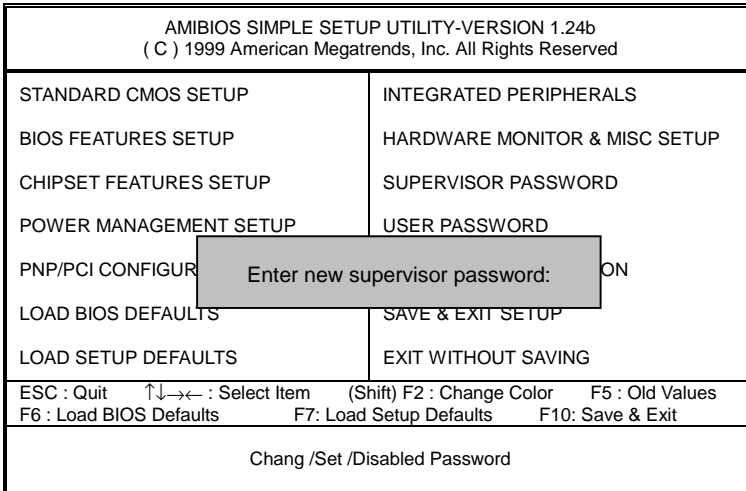 AMIBIOS SIMPLE SETUP UTILITY-VERSION 1.24b
( C ) 1999 American Megatrends, Inc. All Rights Reserved
STANDARD CMOS SETUP
INTEGRATED PERIPHERALS
BIOS FEATURES SETUP
HARDWARE MONITOR & MISC SETUP
CHIPSET FEATURES SETUP
SUPERVISOR PASSWORD
POWER MANAGEMENT SETUP
USER PASSWORD
PNP/PCI CONFIGUR
ON
Enter new supervisor password:
LOAD BIOS DEFAULTS
SAVE & EXIT SETUP
LOAD SETUP DEFAULTS
EXIT WITHOUT SAVING
ESC : Quit ↑↓→← : Select Item (Shift) F2 : Change Color F5 : Old Values
F6 : Load BIOS Defaults F7: Load Setup Defaults F10: Save & Exit
Chang /Set /Disabled Password